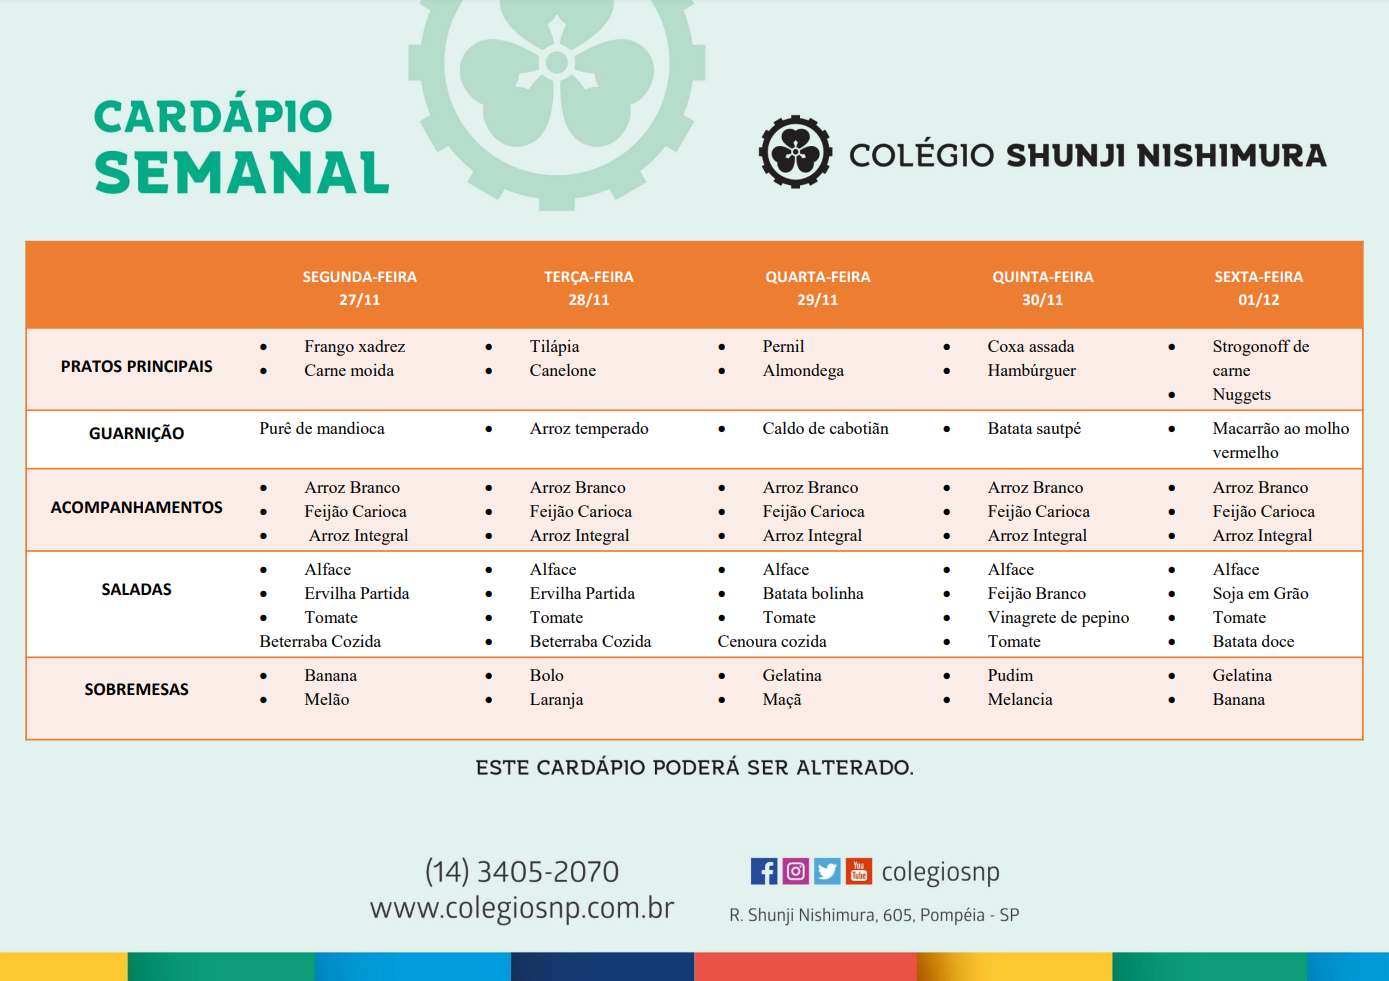 CARDÁPIO
SEMANAL
COLÉGIO SHUNJI NISHIMURA
SEGUNDA-FEIRA
27/11
TERÇA-FEIRA
28/11
QUARTA-FEIRA
29/11
QUINTA-FEIRA
30/11
SEXTA-FEIRA
01/12
PRATOS PRINCIPAIS
• Frango xadrez
• Carne moida
• Tilápia
• Canelone
• Pernil
• Almondega
• Coxa assada
• Hambúrguer
• Strogonoff de
carne
• Nuggets
GUARNIÇÃO
Purê de mandioca
• Arroz temperado
• Caldo de cabotiãn
• Batata sautpé
• Macarrão ao molho
vermelho
ACOMPANHAMENTOS
• Arroz Branco
• Feijão Carioca
• Arroz Integral
• Arroz Branco
• Feijão Carioca
• Arroz Integral
• Arroz Branco
• Feijão Carioca
• Arroz Integral
• Arroz Branco
• Feijão Carioca
• Arroz Integral
• Arroz Branco
• Feijão Carioca
• Arroz Integral
SALADAS
• Alface
• Ervilha Partida
• Tomate
Beterraba Cozida
• Alface
• Ervilha Partida
• Tomate
• Beterraba Cozida
• Alface
• Batata bolinha
• Tomate
Cenoura cozida
• Alface
• Feijão Branco
• Vinagrete de pepino
• Tomate
• Alface
• Soja em Grão
• Tomate
• Batata doce
SOBREMESAS
• Banana
• Melão
• Bolo
• Laranja
• Gelatina
• Maçã
• Pudim
• Melancia
• Gelatina
• Banana
ESTE CARDÁPIO PODERÁ SER ALTERADO.
(14) 3405-2070
www.colegiosnp.com.br
You
Tube
colegiosnp
R. Shunji Nishimura, 605, Pompéia - SP